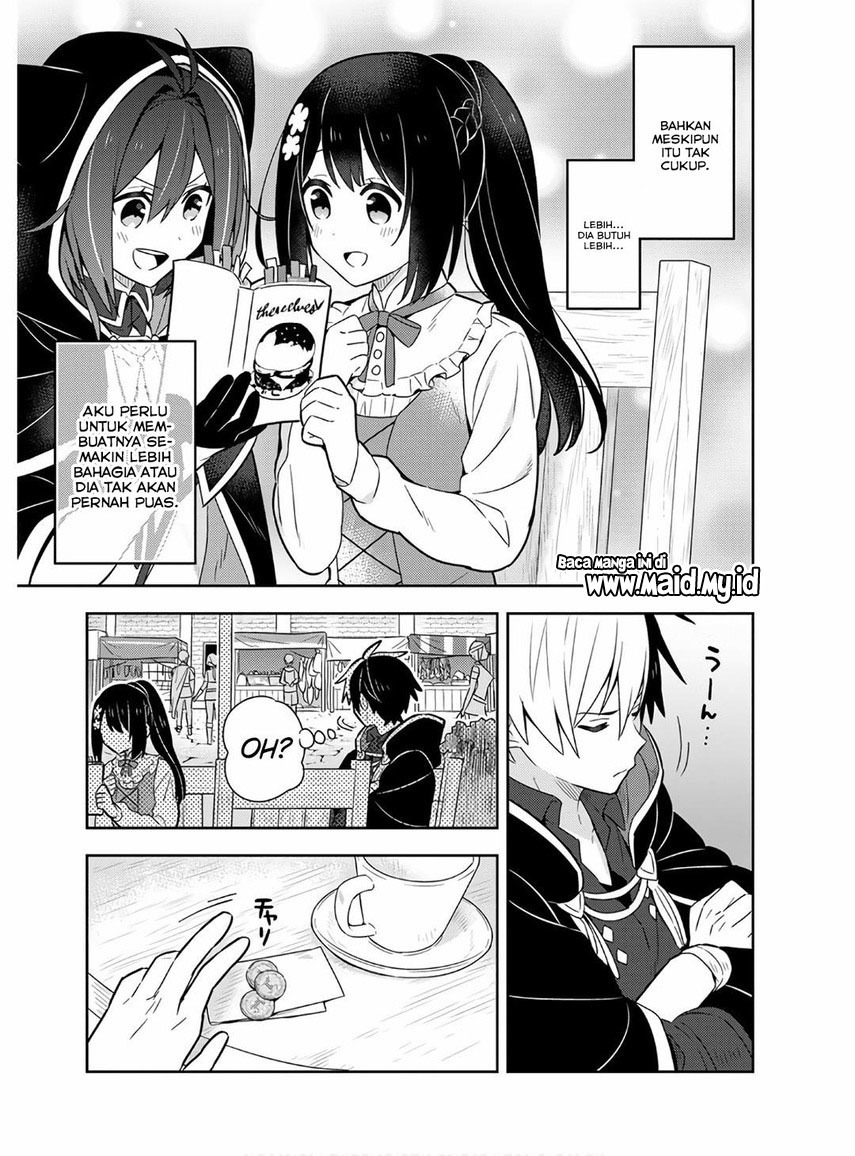 BAHKAN
MESKIPUN
ITU TAK
CUKUP.
LEBIH...
DIA BUTUH
LEBIH...
AKU PERLU
UNTUK MEM-
BUATNYA SE-
MAKIN LEBIH
BAHAGIA ATAU
DIA TAK AKAN
PERNAH PUAS.
Baca Manga ini di
www.Maid.My.id
うーん…
OH?
チャリ